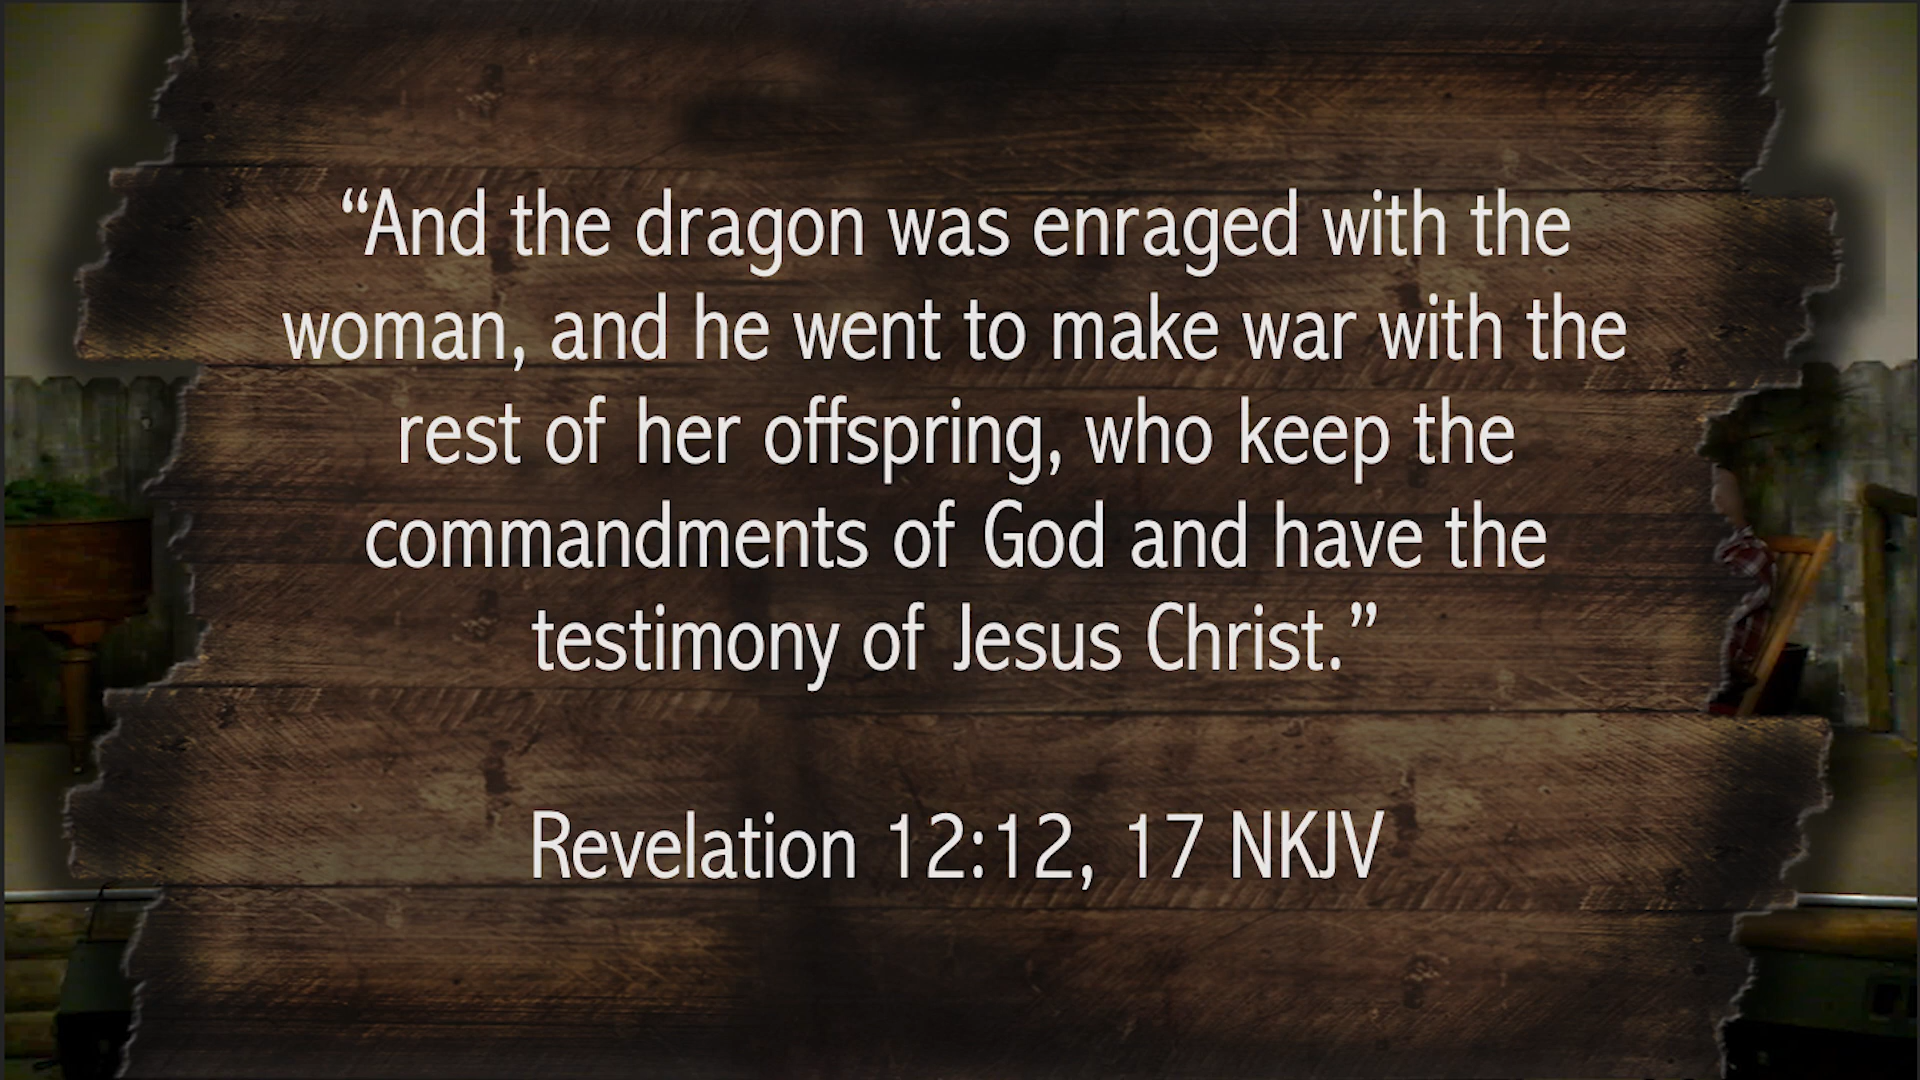 “And the dragon was enraged with the
woman, and he went to make war with the
rest of her offspring, who keep the
commandments of God and have the
testimony of Jesus Christ.”
Revelation 12:12, 17 NKJV